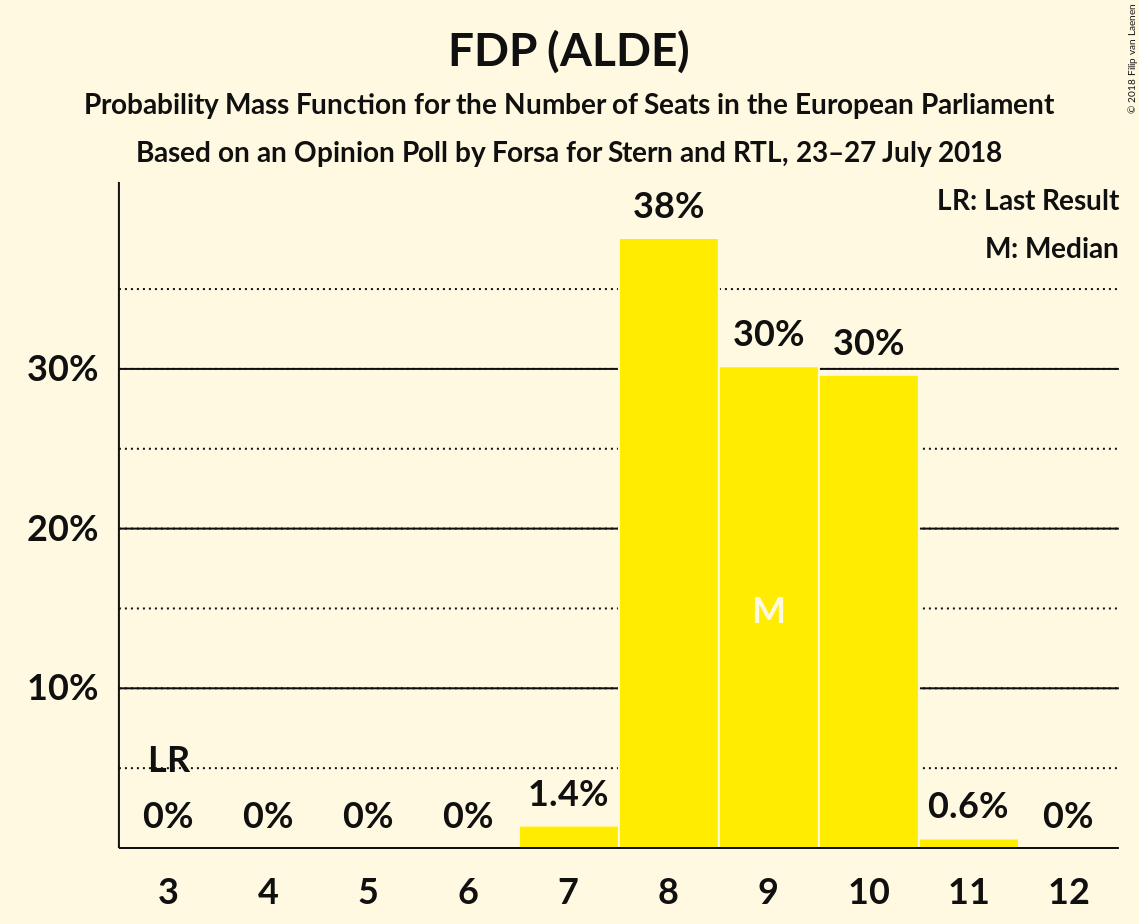 FDP (ALDE)
Probability Mass Function for the Number of Seats in the European Parliament
Based on an Opinion Poll by Forsa for Stern and RTL, 23–27 July 2018
© 2018 Filip van Laenen
LR: Last Result
M: Median
38%
30%
30%
30%
20%
10%
M
LR
0%
0%
0%
0%
1.4%
0.6%
0%
3 4 5 6 7 8 9 10 11 12